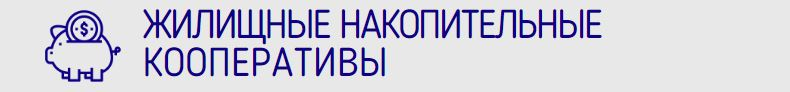 ЖИЛИЩНЫЕ НАКОПИТЕЛЬНЫЕ
КООПЕРАТИВЫ